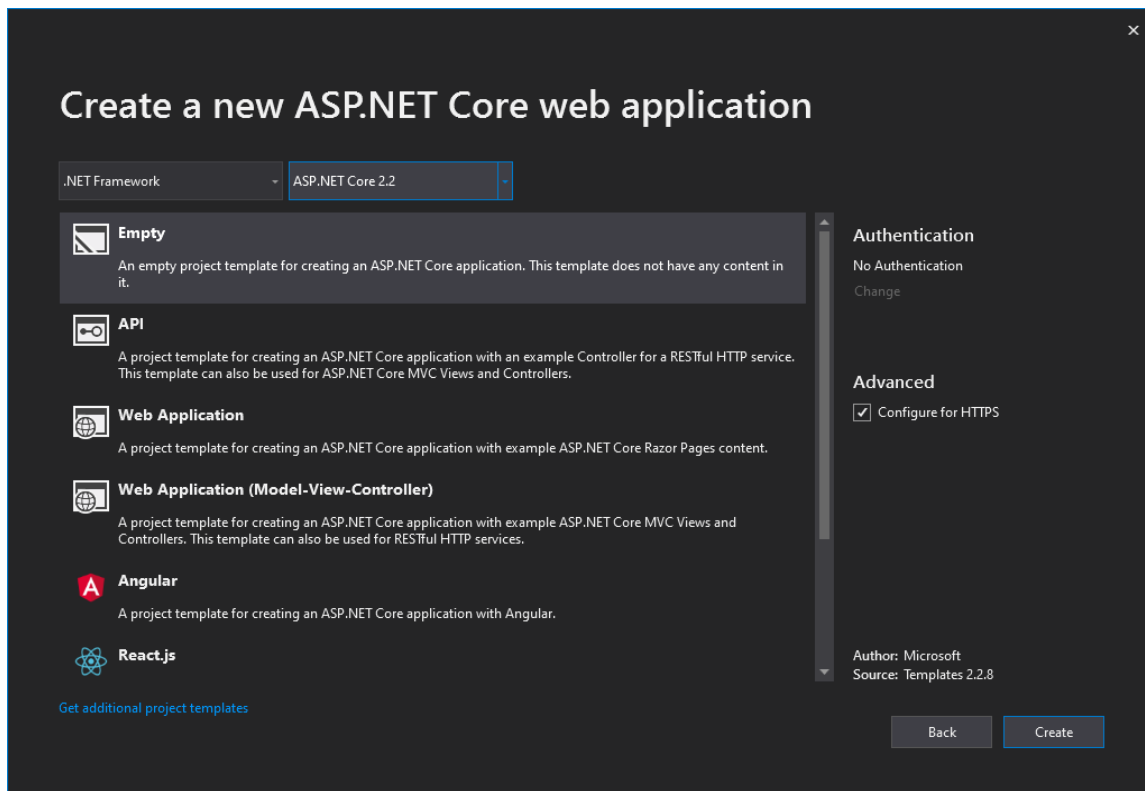 Create a new ASP.NET Core web application
.NET Framework
ASP.NET Core 2.2
Empty
An empty project template for creating an ASP.NET Core application. This template does not have any content in
it.
API
A project template for creating an ASP.NET Core application with an example Controller for a RESTful HTTP service.
This template can also be used for ASP.NET Core MVC Views and Controllers.
Web Application
A project template for creating an ASP.NET Core application with example ASP.NET Core Razor Pages content.
Web Application (Model-View-Controller)
A project template for creating an ASP.NET Core application with example ASP.NET Core MVC Views and
Controllers. This template can also be used for RESTful HTTP services.
Angular
A project template for creating an ASP.NET Core application with Angular.
React.js
Get additional project templates
Authentication
No Authentication
Change
Advanced
Configure for HTTPS
Author: Microsoft
Source: Templates 2.2.8
Back
Create